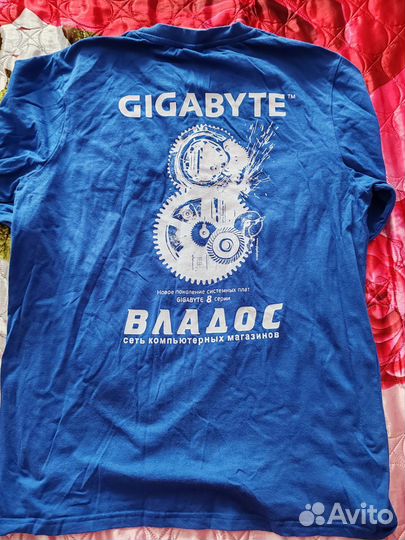 GIGABYTE™
Новое поколение системных плат
GIGABYTE 8 серии
ВЛАДОС
сеть компьютерных магазинов
Avito